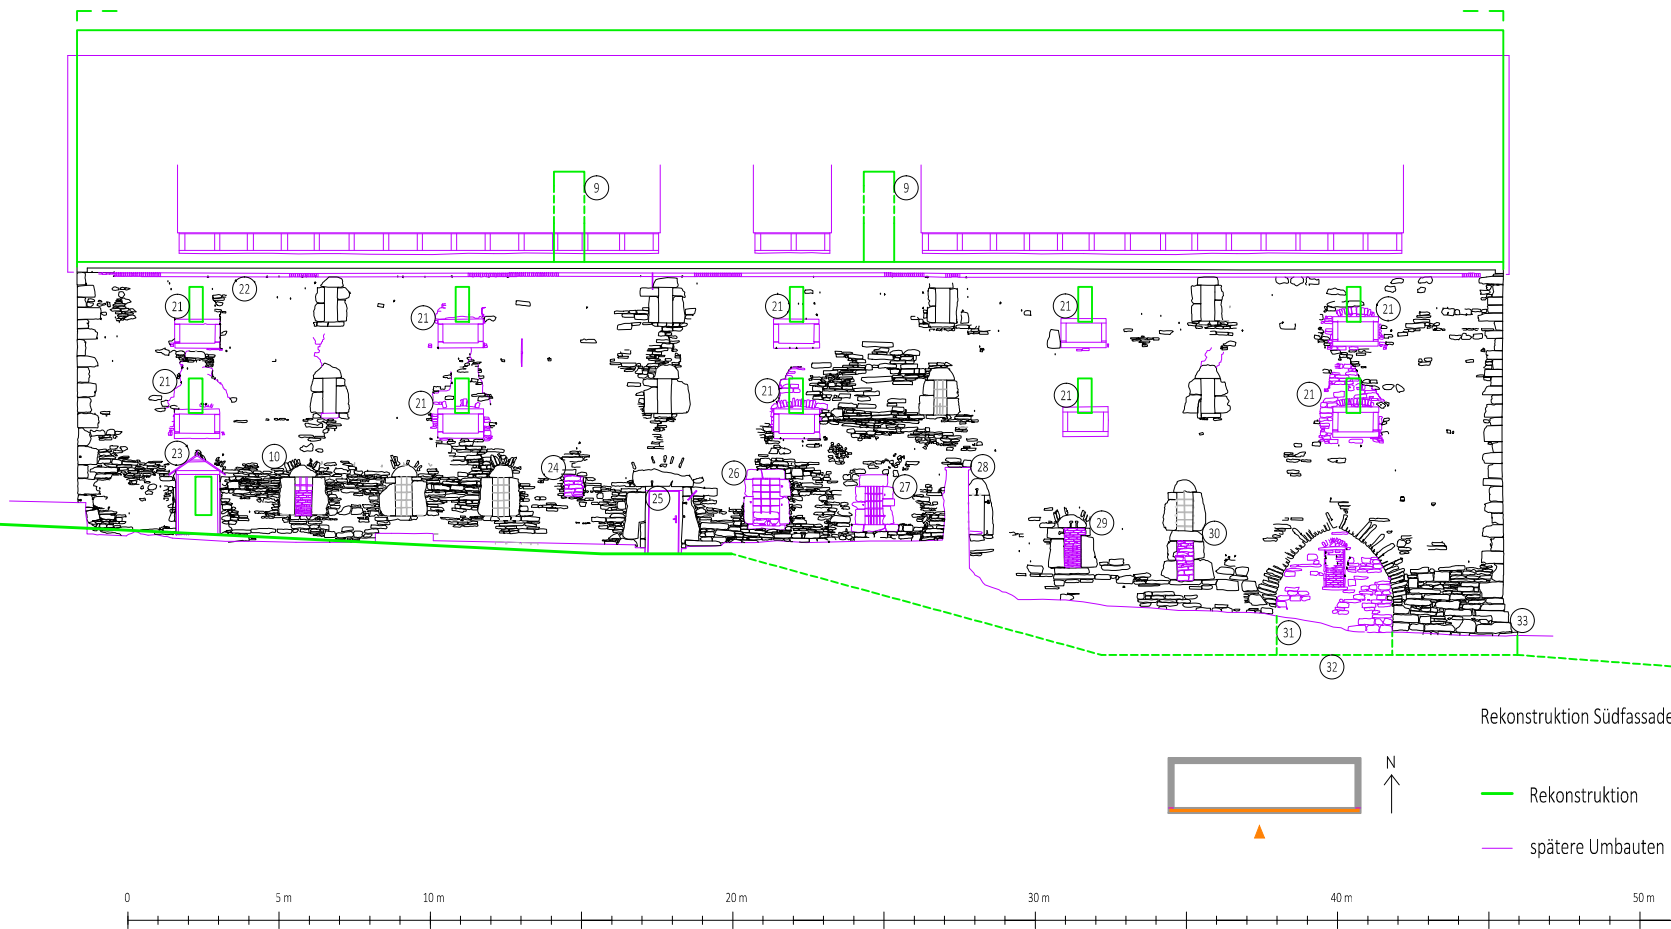 9 9
22
21 21 21 21 21
21 21 21 21 21
23 10 24 25 26 27 28
29 30
31 32 33
Rekonstruktion Südfassade
N
Rekonstruktion
spätere Umbauten
0 5 m 10 m 20 m 30 m 40 m 50 m